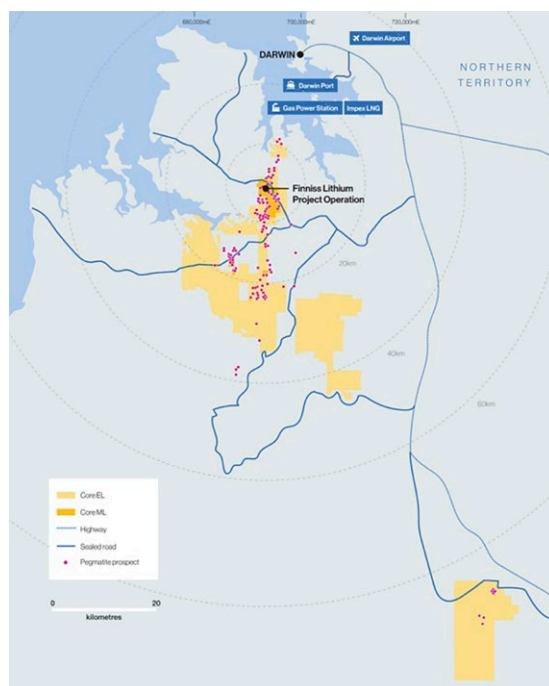 680,000mE
700,000mE
720,000mE
Darwin Airport
DARWIN
NORTHERN
TERRITORY
Darwin Port
Gas Power Station
Impex LNG
Finniss Lithium
Project Operation
20km
40km
60km
Core EL
Core ML
Highway
Sealed road
Pegmatite prospect
0
20
kilometres